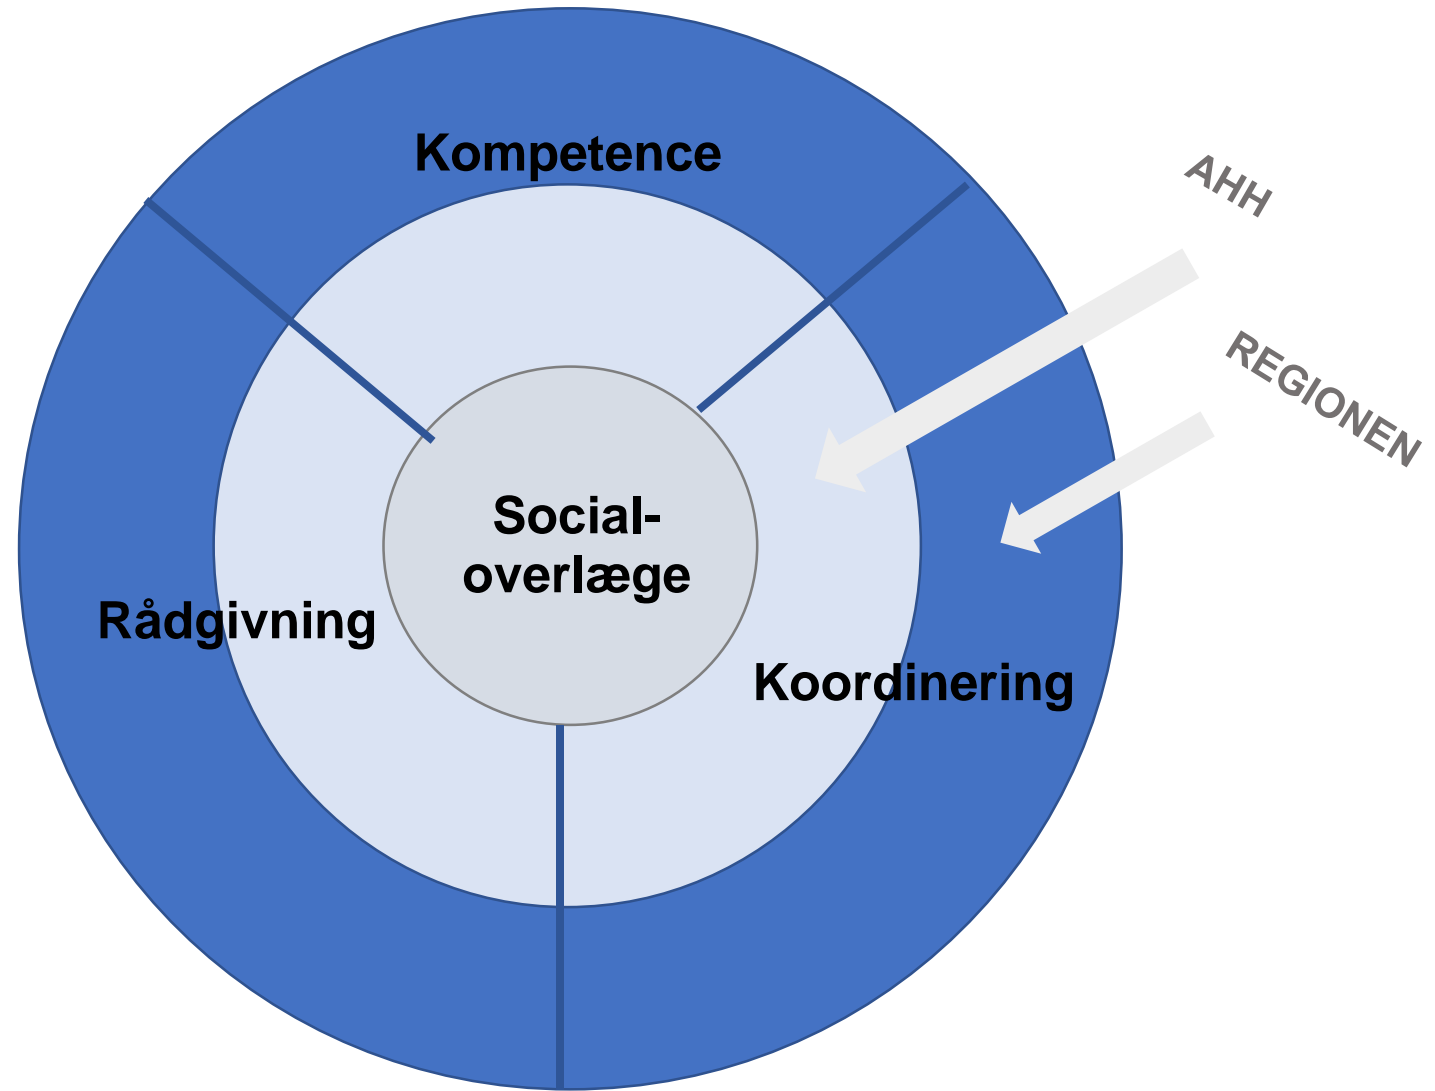 Kompetence
AHH
REGIONEN
Social-
overlæge
Rådgivning
Koordinering